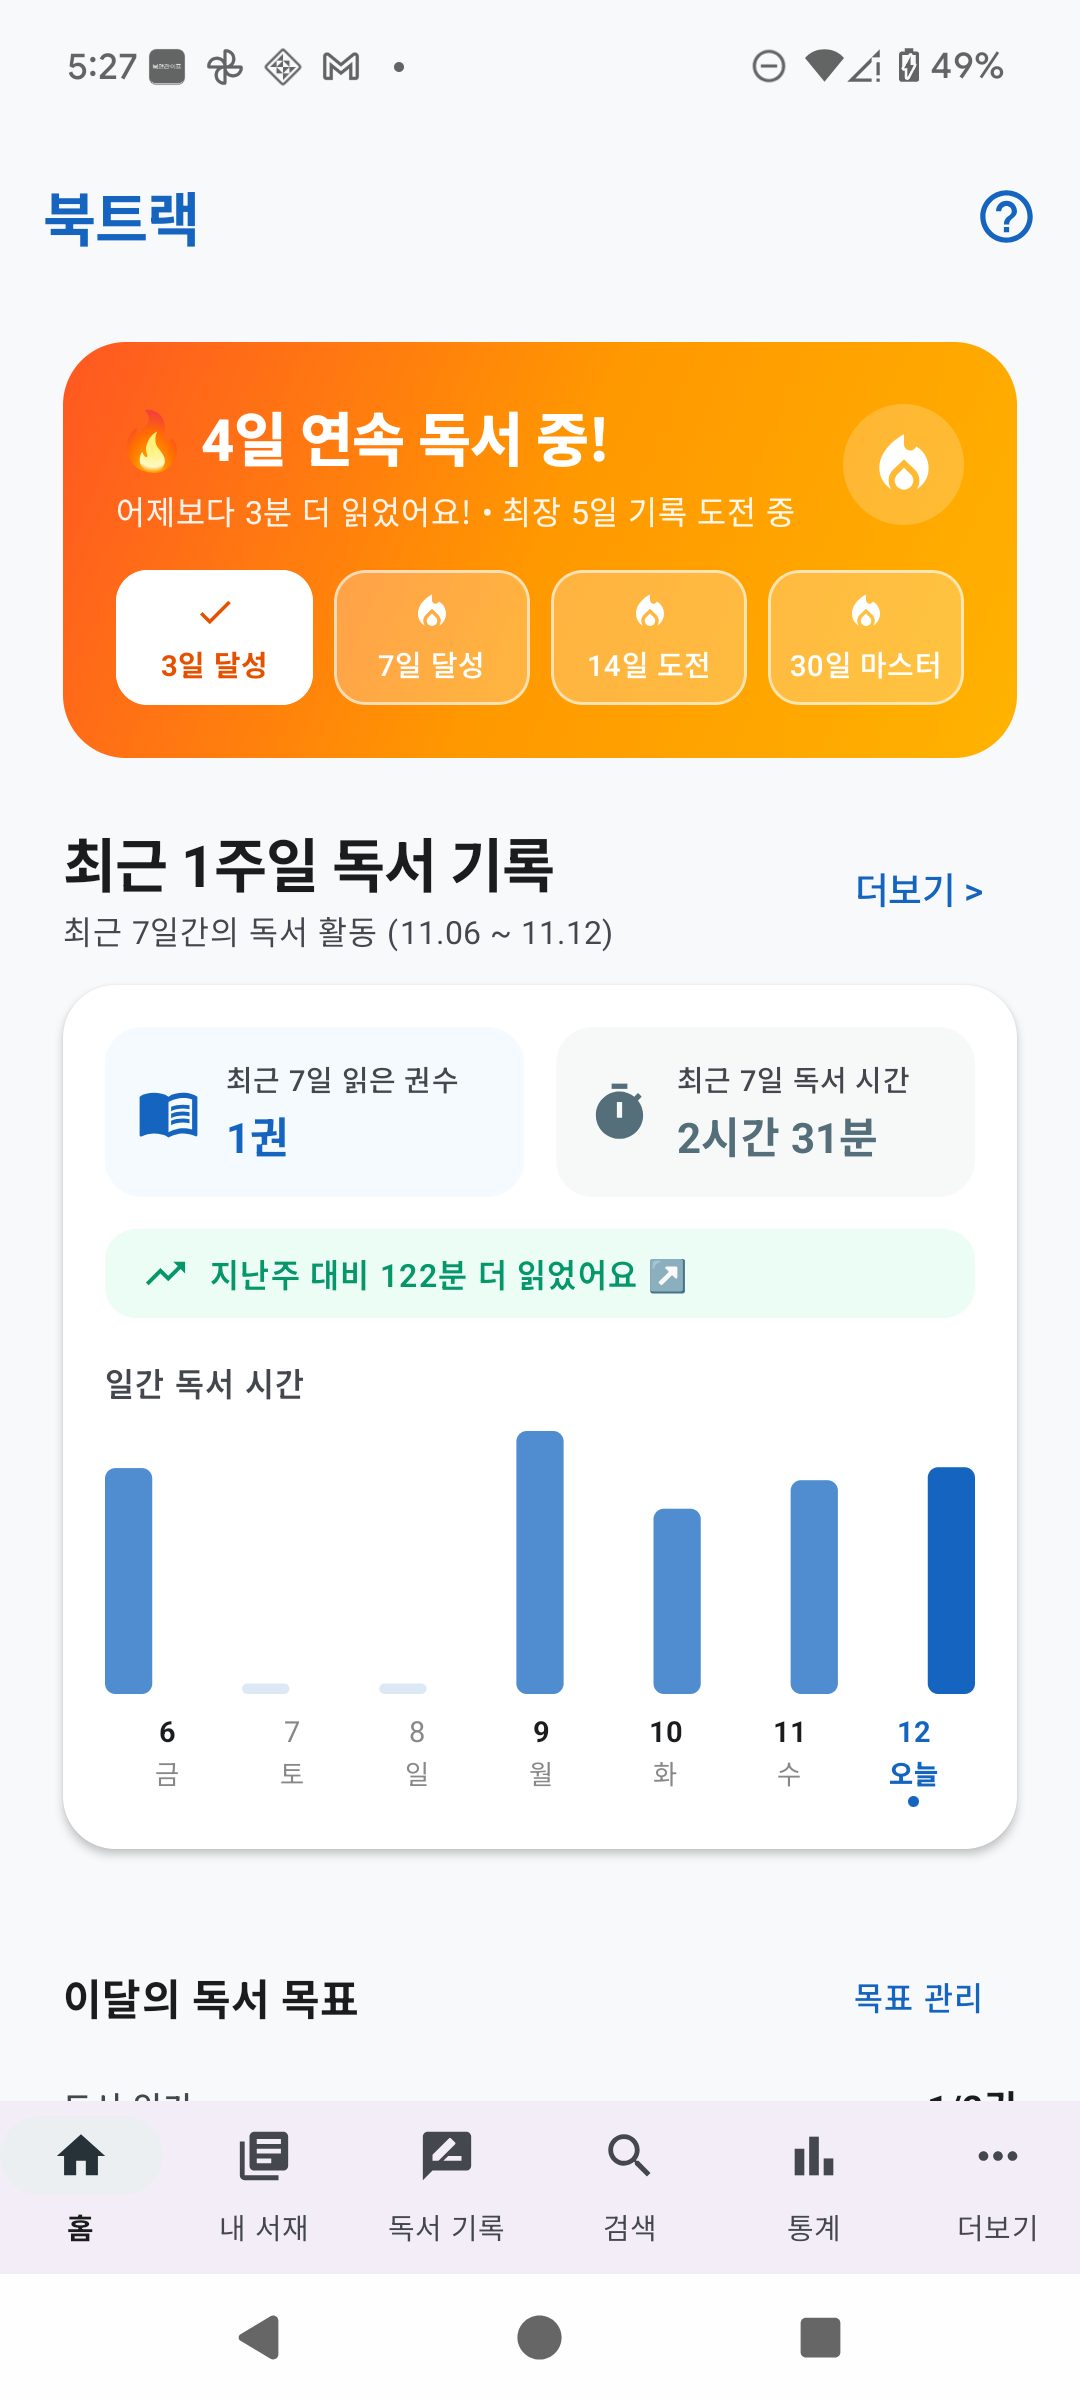 5:27
49%
북트랙
🔥 4일 연속 독서 중!
어제보다 3분 더 읽었어요! • 최장 5일 기록 도전 중
3일 달성
7일 달성
14일 도전
30일 마스터
최근 1주일 독서 기록
더보기 >
최근 7일간의 독서 활동 (11.06 ~ 11.12)
최근 7일 읽은 권수
1권
최근 7일 독서 시간
2시간 31분
지난주 대비 122분 더 읽었어요 ↗️
일간 독서 시간
6 7 8 9 10 11 12
금 토 일 월 화 수 오늘
이달의 독서 목표
목표 관리
홈
내 서재
독서 기록
검색
통계
더보기